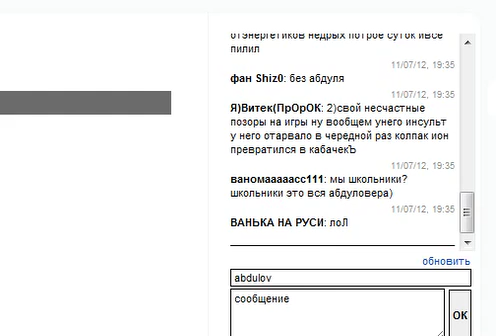 отэнергетиков недрых потрое суток ивсе
пилил
11/07/12, 19:35
фан Shiz0: без абдуля
11/07/12, 19:35
Я)Витек(ПрОрОК: 2)свой несчастные
позоры на игры ну вообщем унего инсульт
у него отарвало в чередной раз колпак ион
превратился в кабачекЪ
11/07/12, 19:35
ваномааааасс111: мы школьники?
школьники это вся абдуловера)
11/07/12, 19:35
ВАНЬКА НА РУСИ: лоЛ
обновить
abdulov
сообщение
ОК